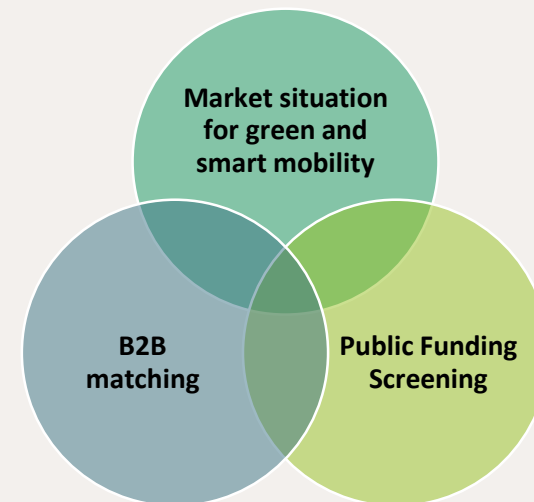 Market situation
for green and
smart mobility
B2B
matching
Public Funding
Screening